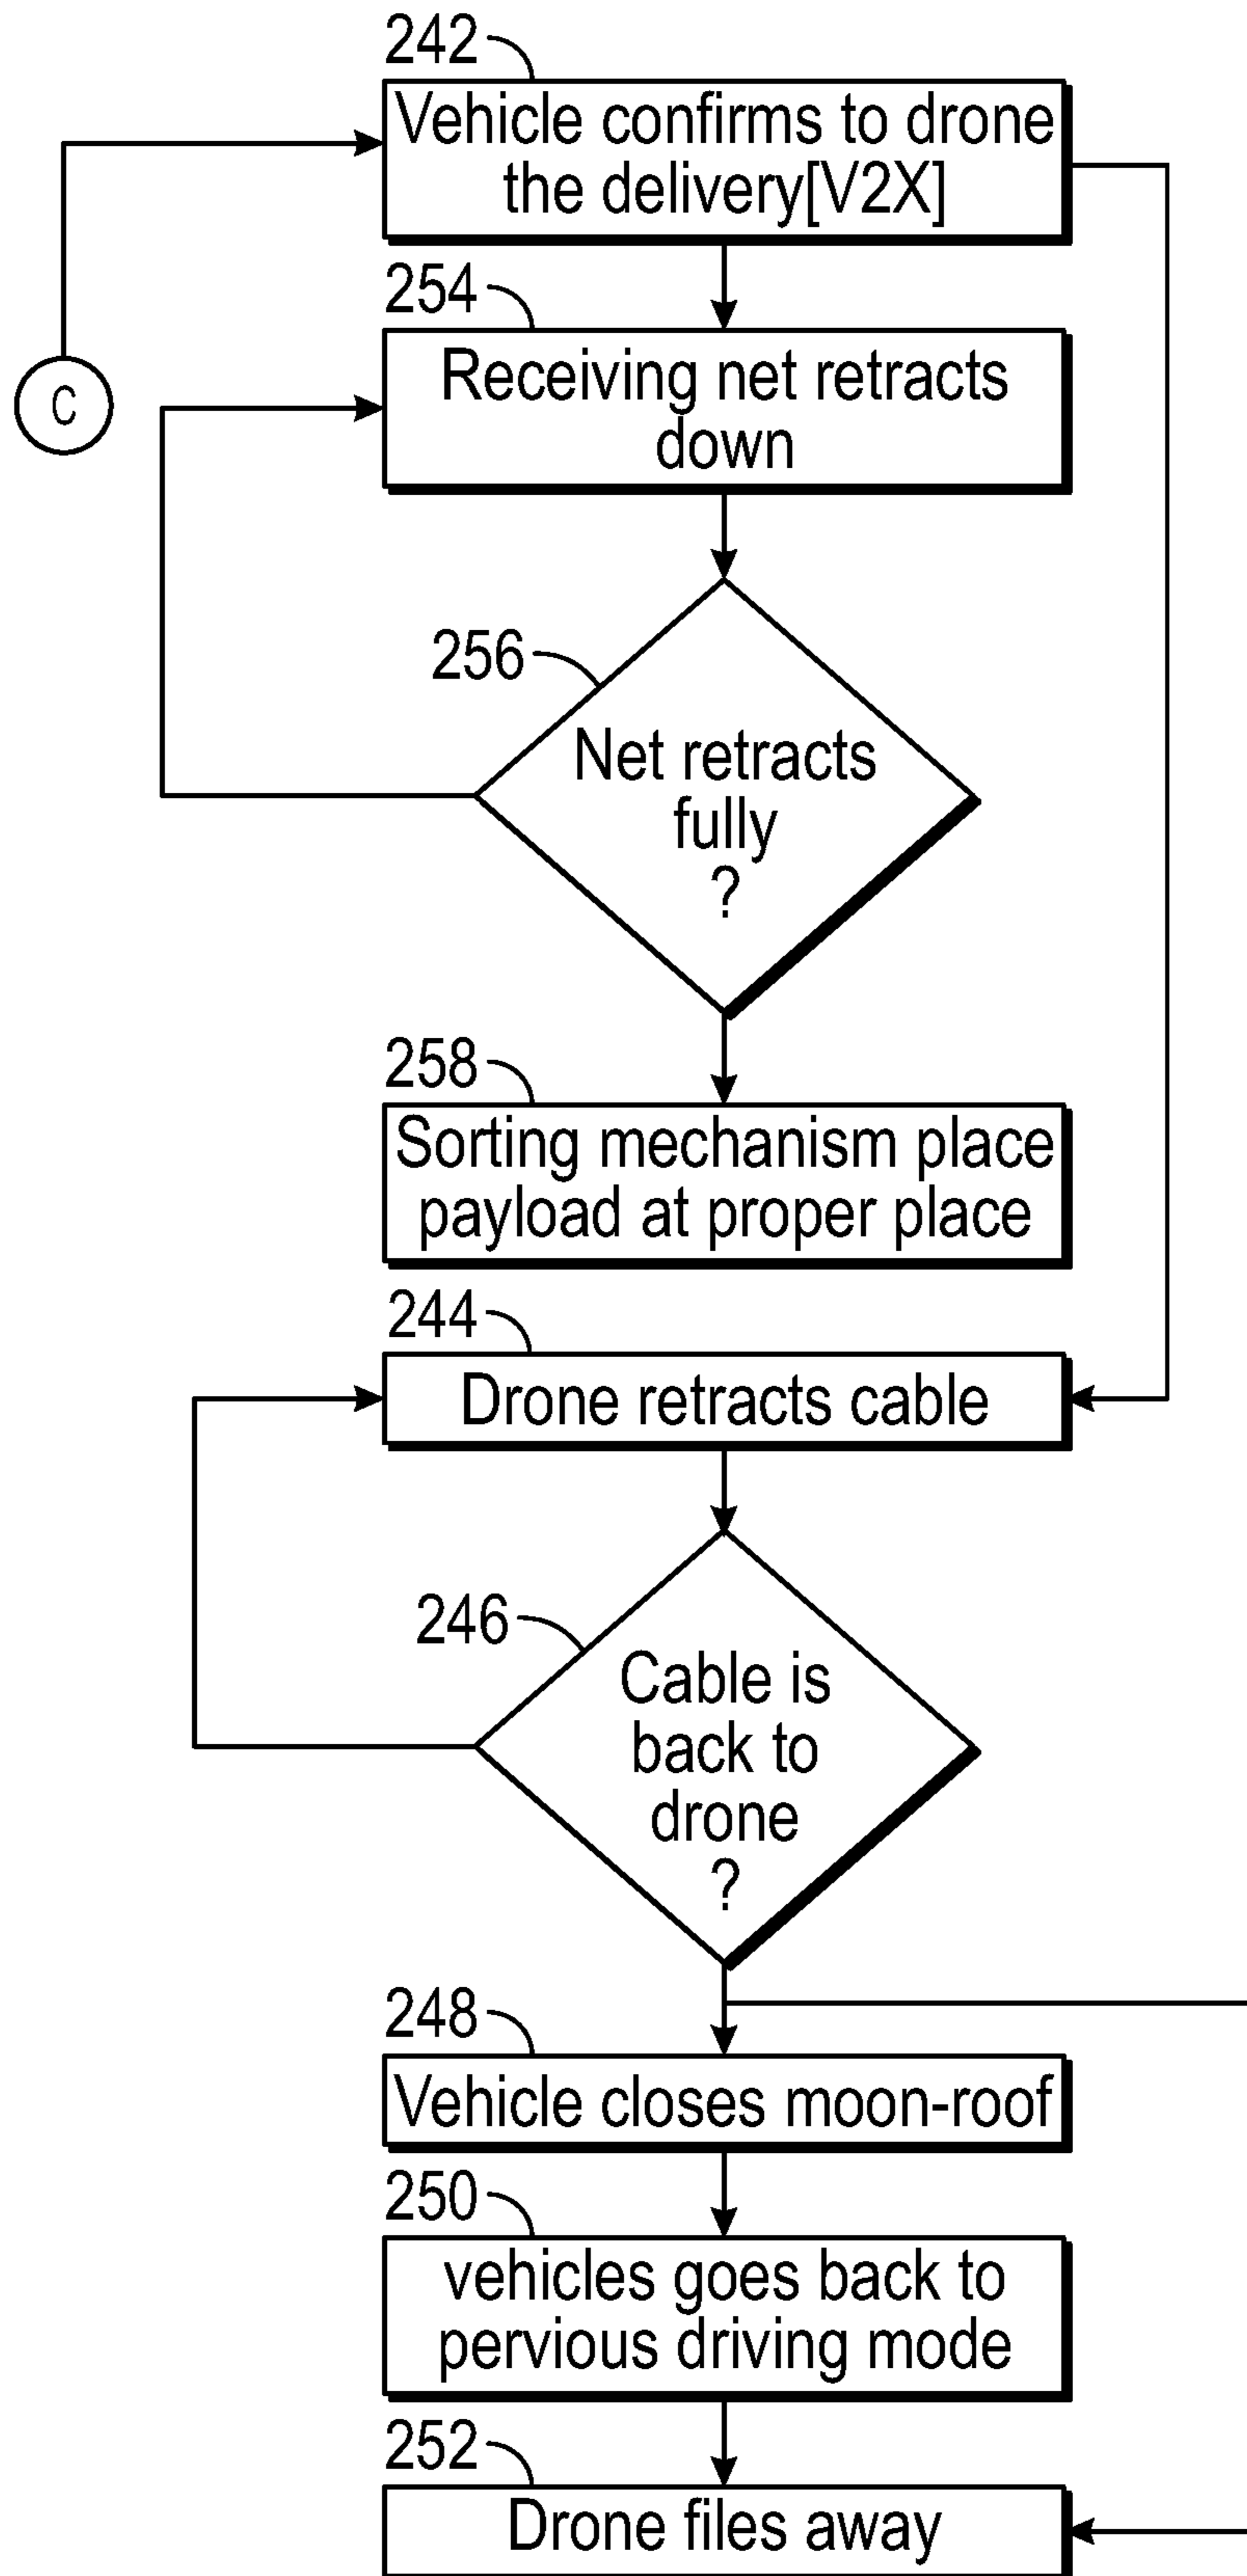 242
Vehicle confirms to drone
the delivery[V2X]
254
Receiving net retracts
down
C
256
Net retracts
fully
?
258
Sorting mechanism place
payload at proper place
244
Drone retracts cable
246
Cable is
back to
drone
?
248
Vehicle closes moon-roof
250
vehicles goes back to
pervious driving mode
252
Drone files away